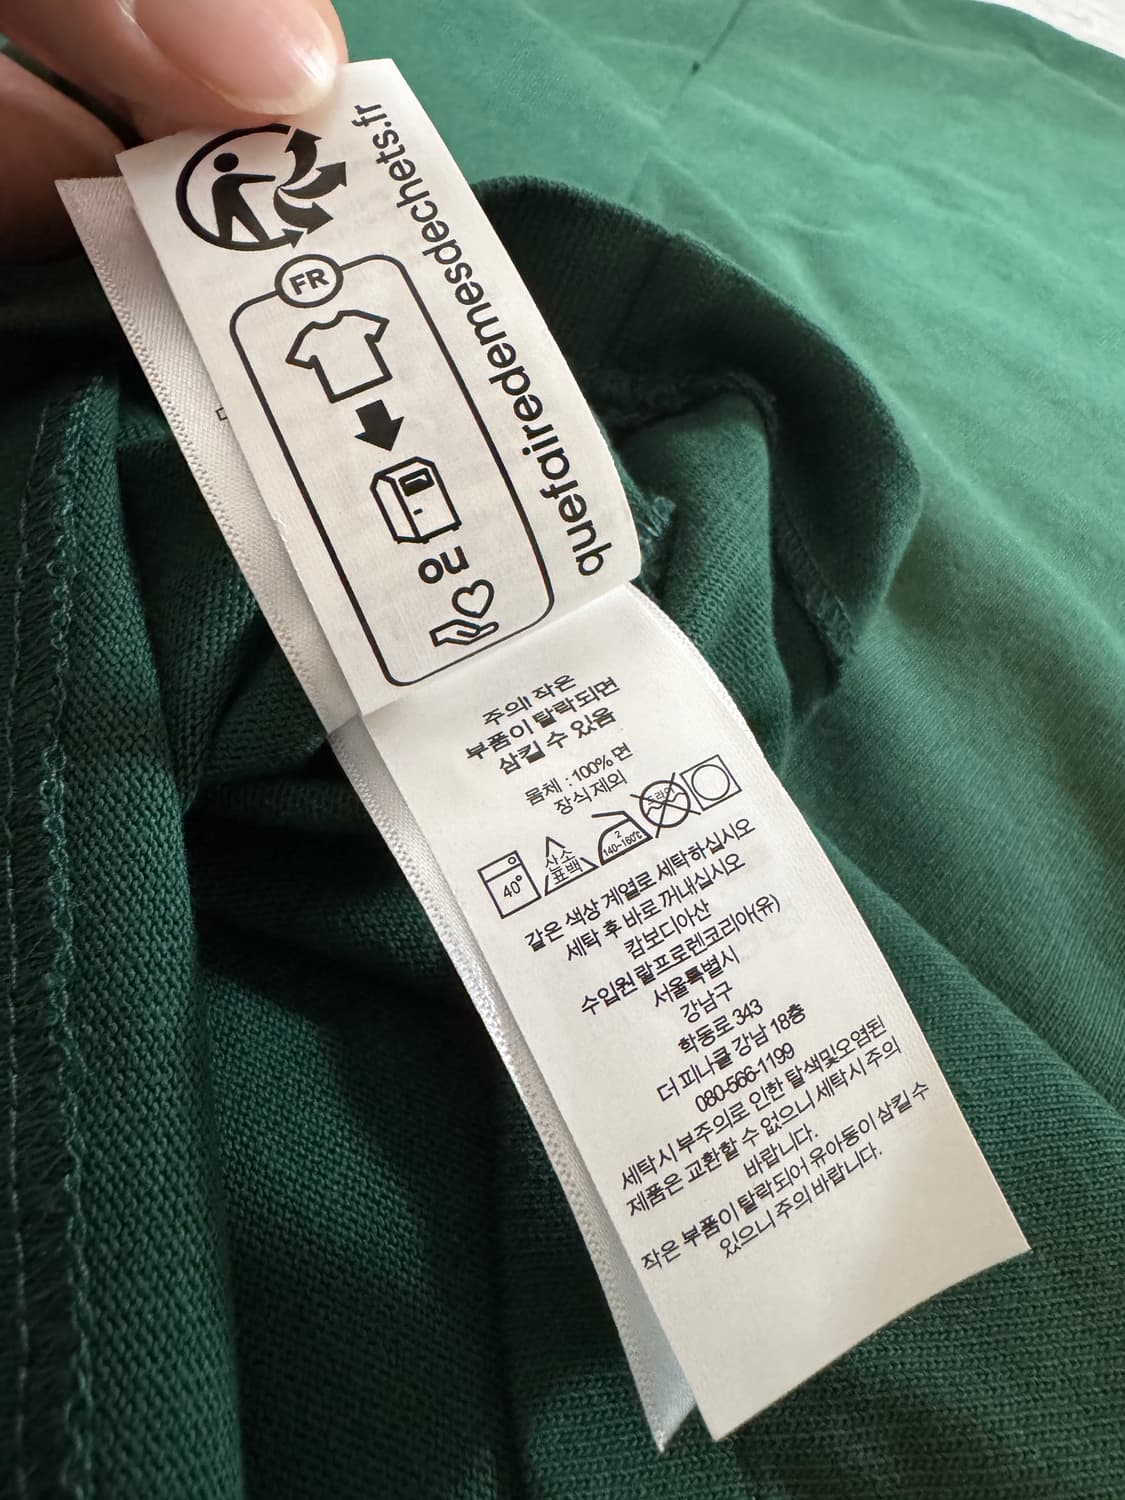 quefairedemesdechets.fr
FR
OU
주의! 작은
부품이 탈락되면
삼킬 수 있음
몸체 : 100% 면
장식 제외
40°
산소
표백
2
140~160℃
드라이
같은 색상 계열로 세탁하십시오
세탁 후 바로 꺼내십시오
캄보디아산
수입원 랄프로렌코리아(유)
서울특별시
강남구
학동로 343
더 피나클 강남 18층
080-566-1199
세탁시 부주의로 인한 탈색및오염된
제품은 교환할 수 없으니 세탁시 주의
바랍니다.
작은 부품이 탈락되어 유아동이 삼킬 수
있으니 주의 바랍니다.